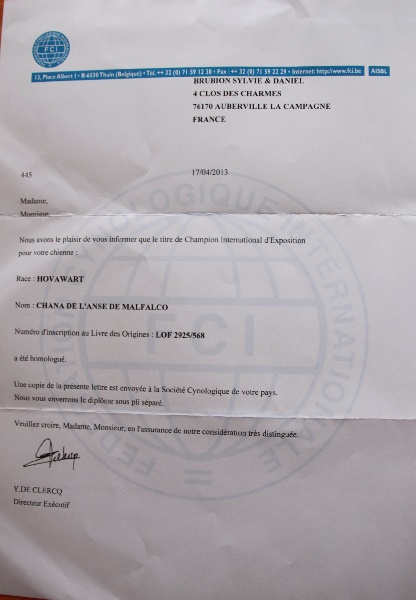 FCI
13, Place Albert 1 • B-6530 Thuin (Belgique) • Tél. ++ 32 (0) 71 59 12 38 • Fax : ++ 32 (0) 71 59 22 29 • Internet: http://www.fci.be AISBL
BRUBION SYLVIE & DANIEL
4 CLOS DES CHARMES
76170 AUBERVILLE LA CAMPAGNE
FRANCE
445
17/04/2013
Madame,
Monsieur,
Nous avons le plaisir de vous informer que le titre de Champion International d'Exposition
pour votre chienne :
Race : HOVAWART
Nom : CHANA DE L'ANSE DE MALFALCO
Numéro d'inscription au Livre des Origines : LOF 2925/568
a été homologué.
Une copie de la présente lettre est envoyée à la Société Cynologique de votre pays.
Nous vous enverrons le diplôme sous pli séparé.
Veuillez croire, Madame, Monsieur, en l'assurance de notre considération très distinguée.
Y.DE CLERCQ
Directeur Exécutif